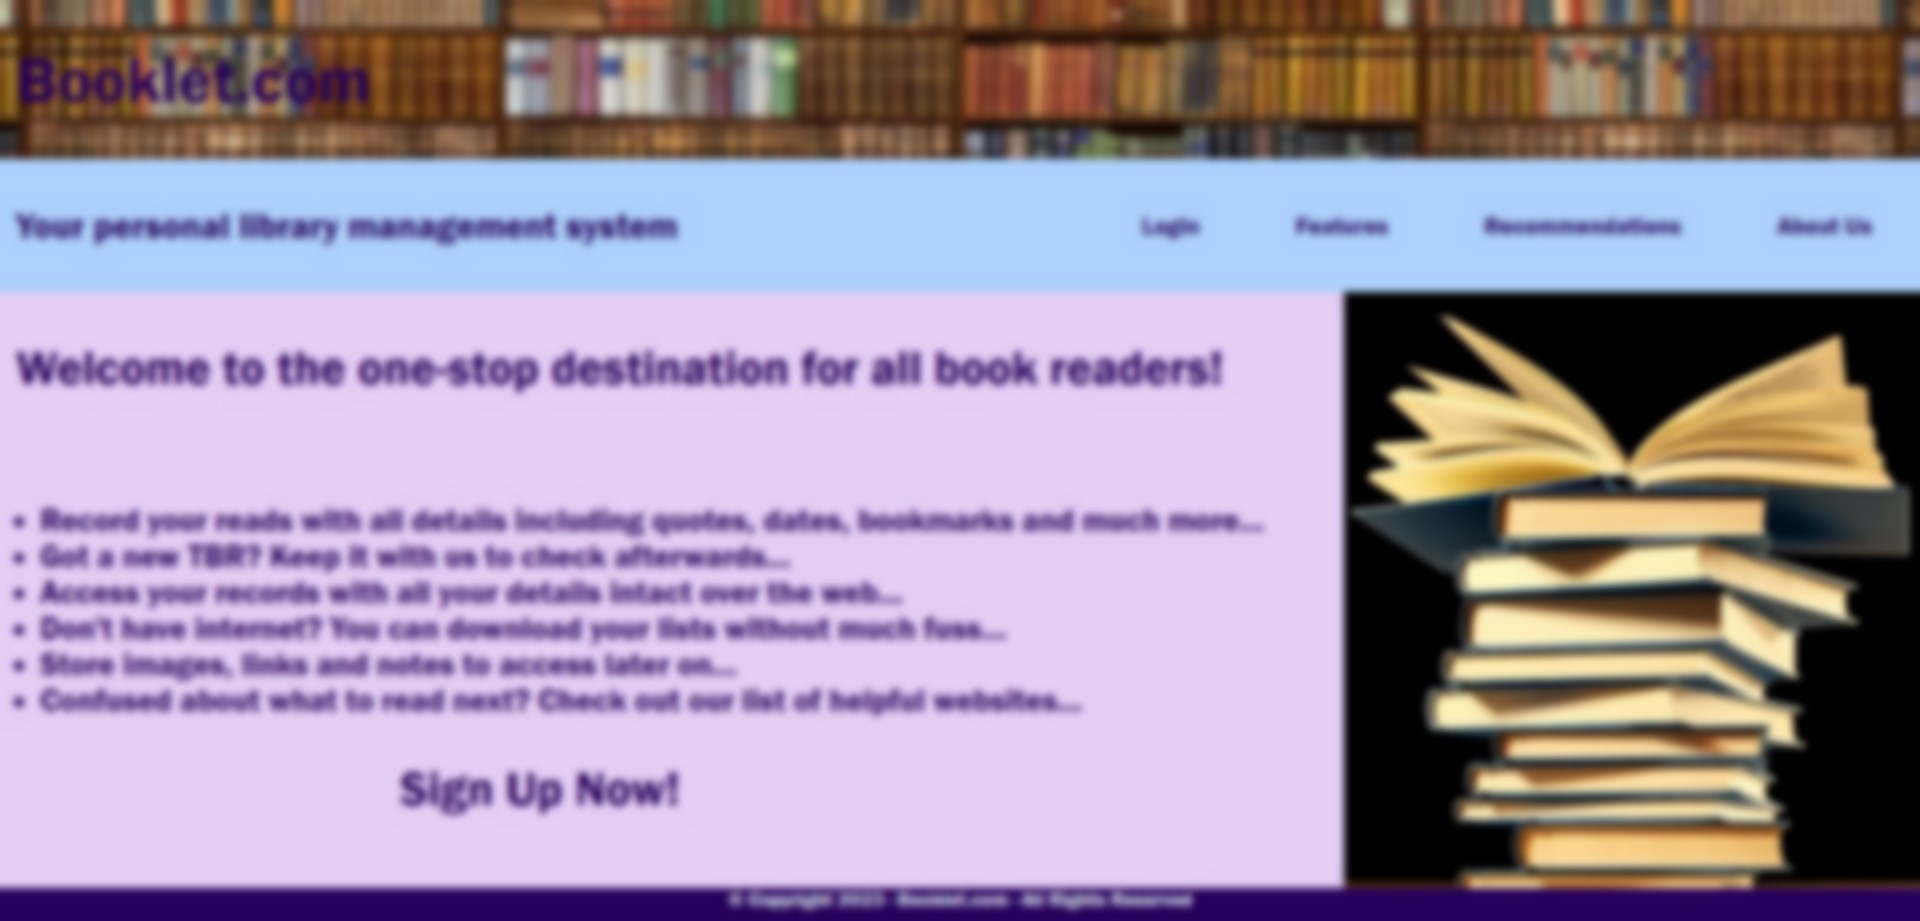 Booklet.com
Your personal library management system
Login Features Recommendations About Us
Welcome to the one-stop destination for all book readers!
• Record your reads with all details including quotes, dates, bookmarks and much more...
• Got a new TBR? Keep it with us to check afterwards...
• Access your records with all your details intact over the web...
• Don't have internet? You can download your lists without much fuss...
• Store images, links and notes to access later on...
• Confused about what to read next? Check out our list of helpful websites...
Sign Up Now!
© Copyright 2023 - Booklet.com - All Rights Reserved